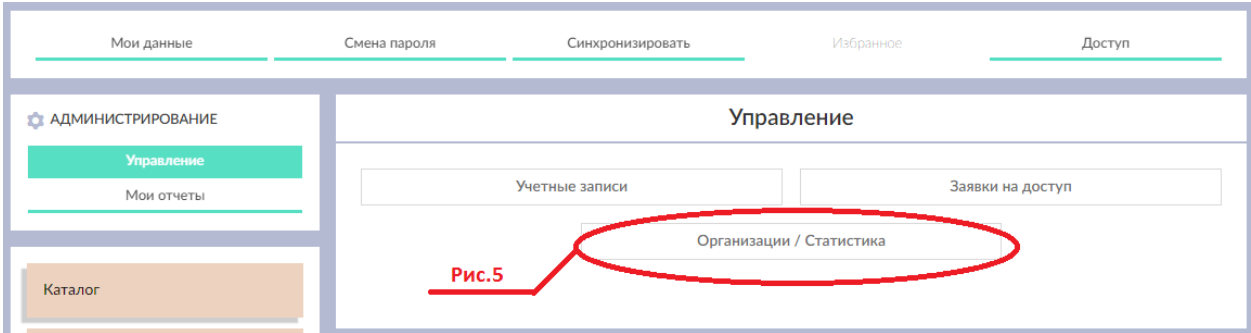 Мои данные
Смена пароля
Синхронизировать
Избранное
Доступ
АДМИНИСТРИРОВАНИЕ
Управление
Мои отчеты
Каталог
Управление
Учетные записи
Заявки на доступ
Организации / Статистика
Рис.5